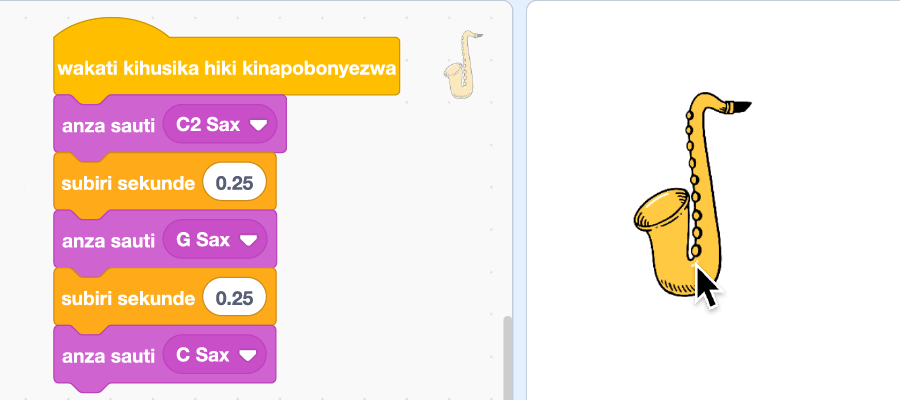 wakati kihusika hiki kinapobonyezwa
anza sauti C2 Sax
subiri sekunde 0.25
anza sauti G Sax
subiri sekunde 0.25
anza sauti C Sax